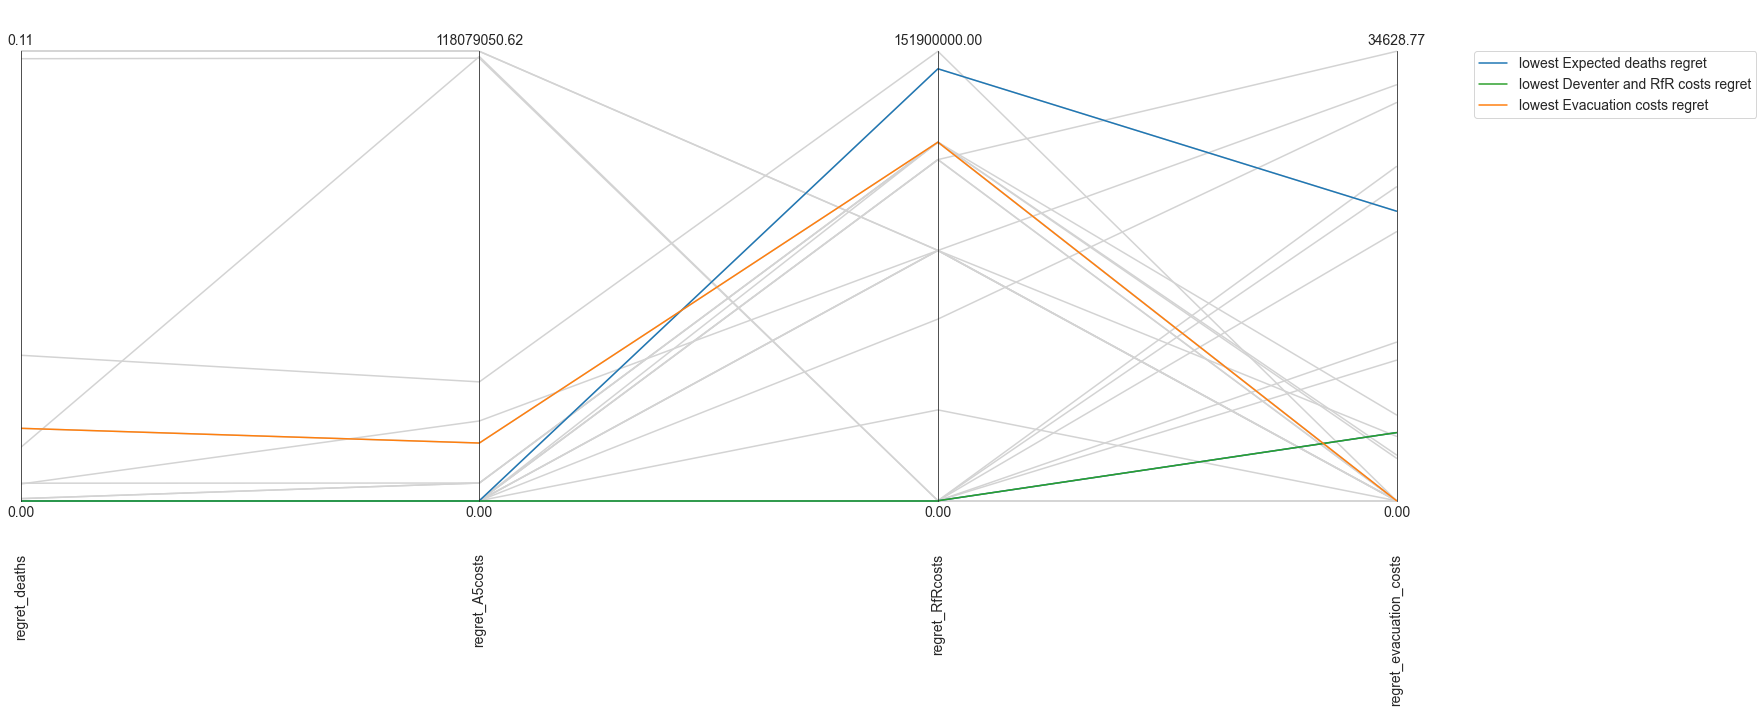 0.11
118079050.62
151900000.00
34628.77
lowest Expected deaths regret
lowest Deventer and RfR costs regret
lowest Evacuation costs regret
0.00
0.00
0.00
0.00
regret_deaths
regret_A5costs
regret_RfRcosts
regret_evacuation_costs